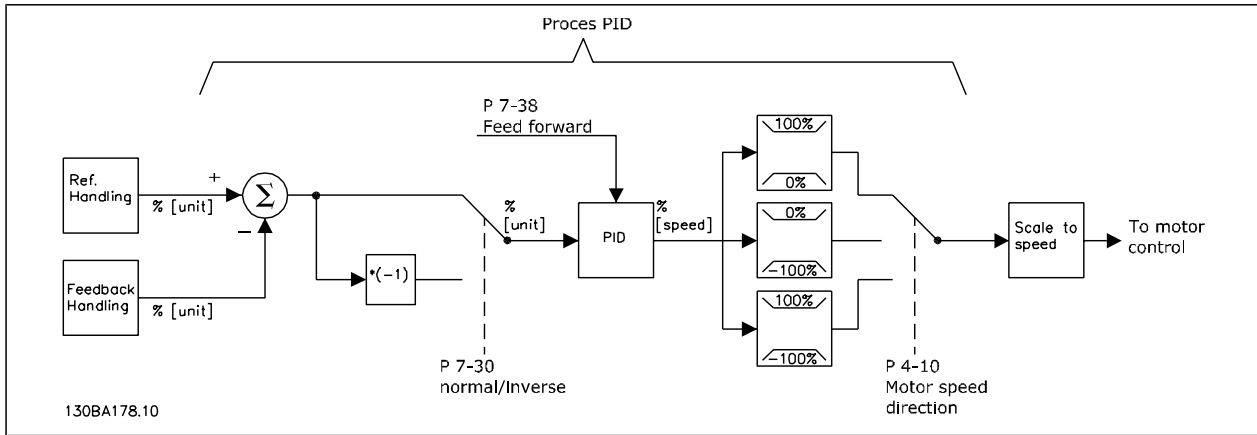 Proces PID
P 7-38
Feed forward
100%
0%
Ref.
Handling
+
% [unit]
Σ
−
%
[unit]
PID
%
[speed]
0%
-100%
Scale to
speed
To motor
control
*(-1)
Feedback
Handling
% [unit]
100%
-100%
P 7-30
normal/Inverse
P 4-10
Motor speed
direction
130BA178.10